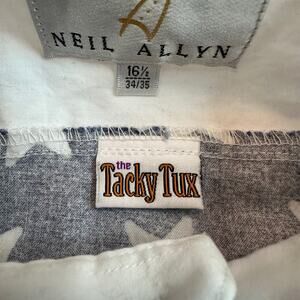 NEIL ALLYN
16½
34/35
the
Tacky Tux